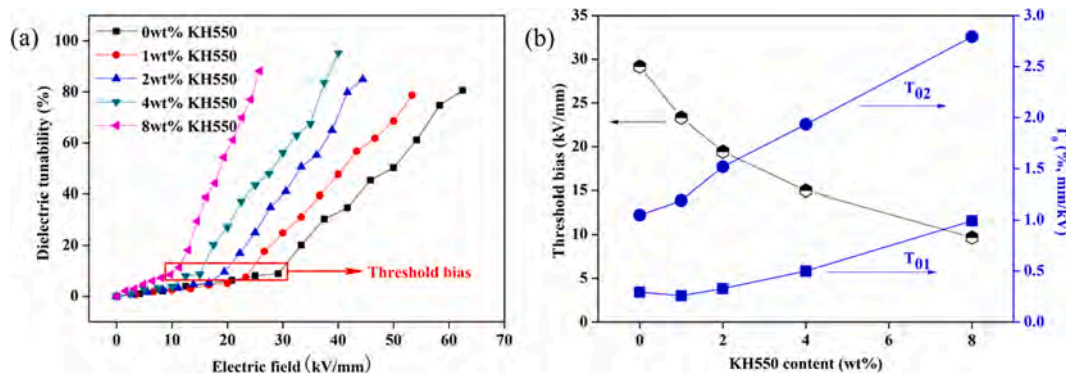 (a)
0wt% KH550
1wt% KH550
2wt% KH550
4wt% KH550
8wt% KH550
Threshold bias
Dielectric tunability (%)
100
80
60
40
20
0
0 10 20 30 40 50 60 70
Electric field (kV/mm)
(b)
T02
T01
Threshold bias (kV/mm)
35
30
25
20
15
10
5
0
0 2 4 6 8
KH550 content (wt%)
3.0
2.5
2.0
1.5
1.0
0.5
0.0
T0 (%, mm/kV)